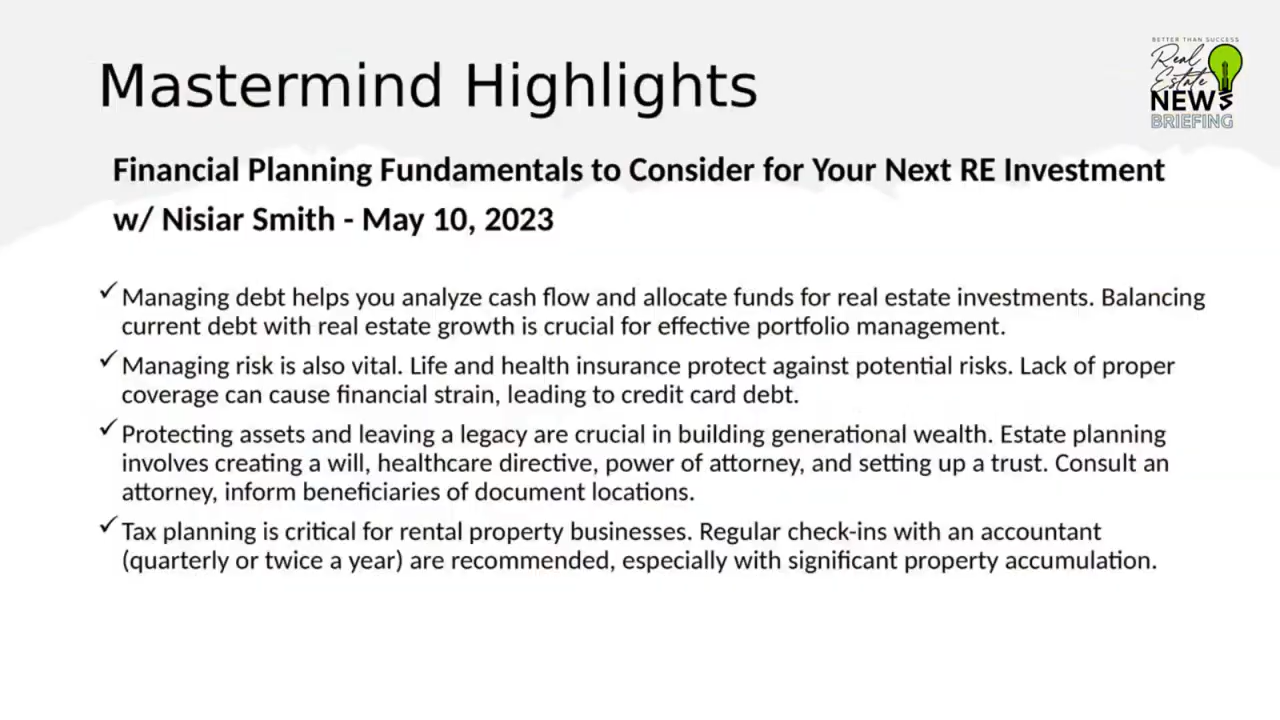 Mastermind Highlights
BETTER THAN SUCCESS
Real
Estate
NEWS
BRIEFING
Financial Planning Fundamentals to Consider for Your Next RE Investment
w/ Nisiar Smith - May 10, 2023
✓Managing debt helps you analyze cash flow and allocate funds for real estate investments. Balancing
current debt with real estate growth is crucial for effective portfolio management.
✓Managing risk is also vital. Life and health insurance protect against potential risks. Lack of proper
coverage can cause financial strain, leading to credit card debt.
✓Protecting assets and leaving a legacy are crucial in building generational wealth. Estate planning
involves creating a will, healthcare directive, power of attorney, and setting up a trust. Consult an
attorney, inform beneficiaries of document locations.
✓Tax planning is critical for rental property businesses. Regular check-ins with an accountant
(quarterly or twice a year) are recommended, especially with significant property accumulation.